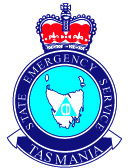 STATE EMERGENCY SERVICE
TASMANIA